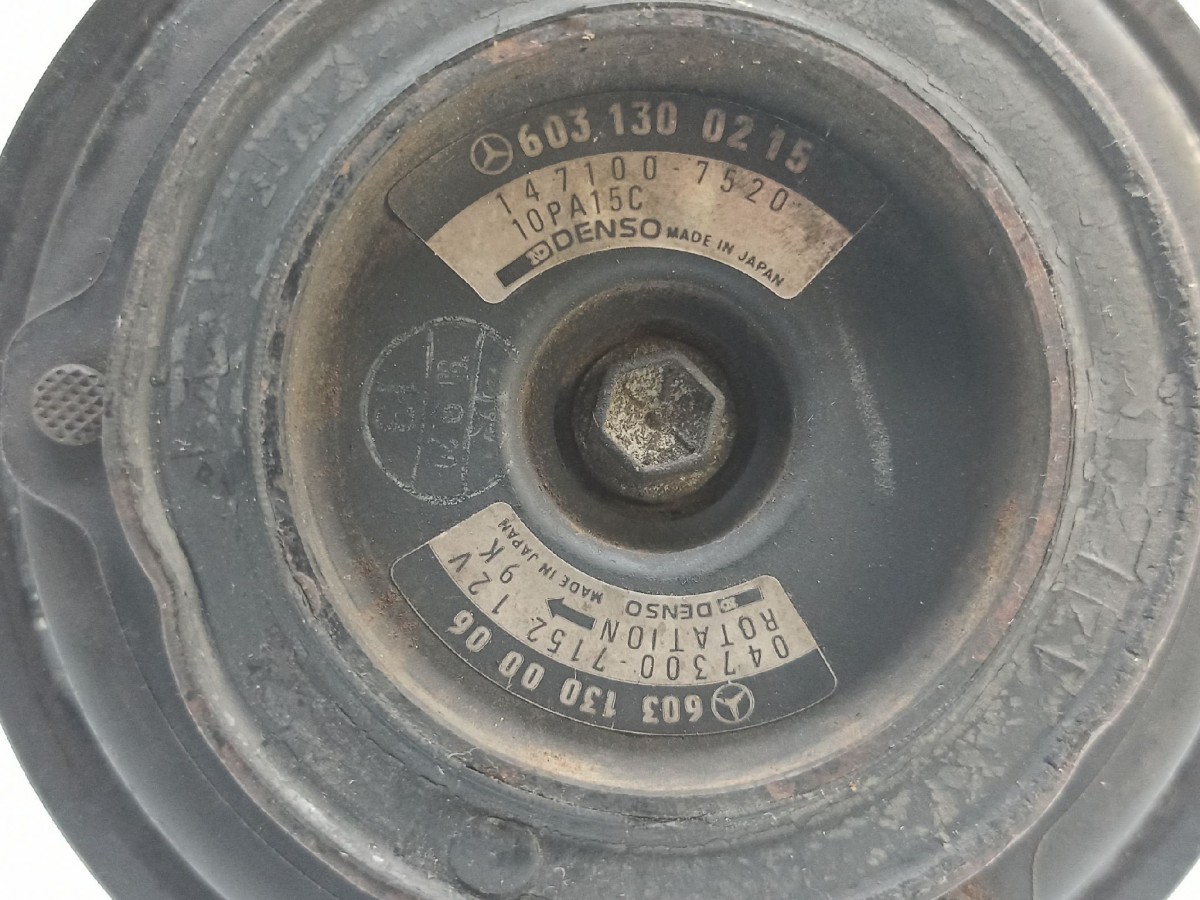 603 130 02 15
147100-7520
10PA15C
DENSO MADE IN JAPAN
603 130 00 06
047300-7152 12V
ROTATION 9K
DENSO MADE IN JAPAN